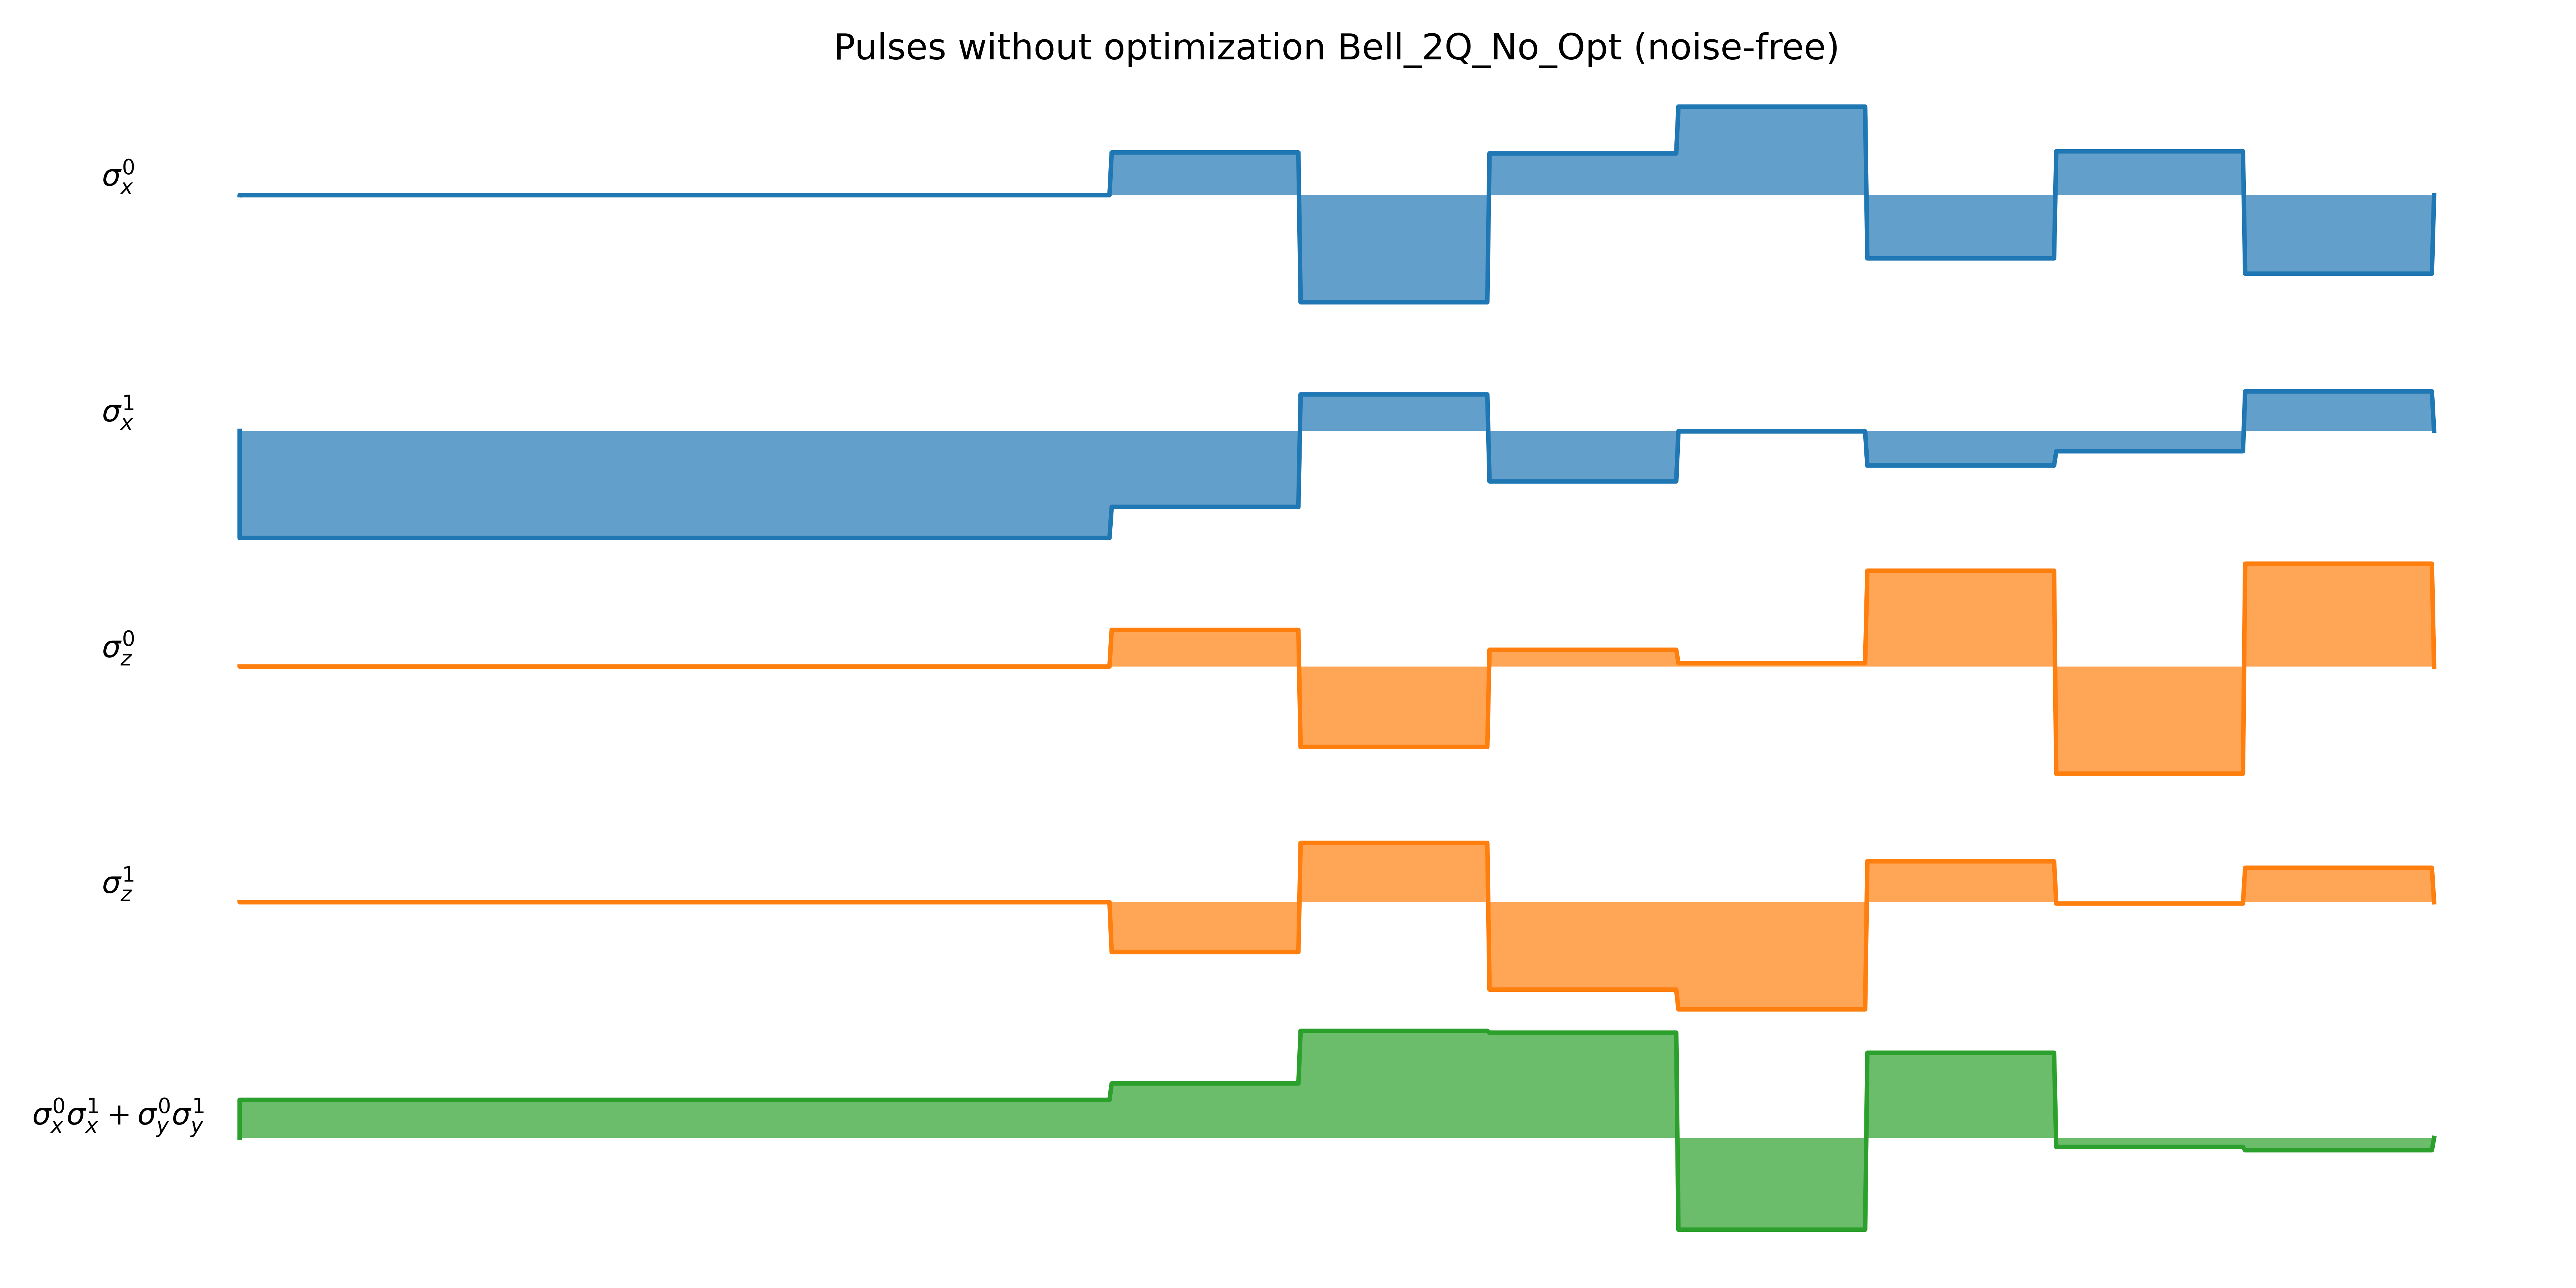 Pulses without optimization Bell_2Q_No_Opt (noise-free)
σ_x^0
σ_x^1
σ_z^0
σ_z^1
σ_x^0σ_x^1 + σ_y^0σ_y^1